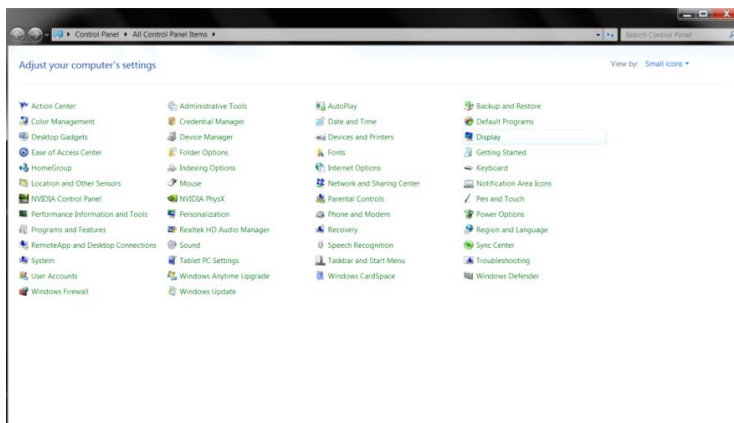 Control Panel ▸ All Control Panel Items ▸
Search Control Panel
Adjust your computer's settings
View by: Small icons
Action Center
Administrative Tools
AutoPlay
Backup and Restore
Color Management
Credential Manager
Date and Time
Default Programs
Desktop Gadgets
Device Manager
Devices and Printers
Display
Ease of Access Center
Folder Options
Fonts
Getting Started
HomeGroup
Indexing Options
Internet Options
Keyboard
Location and Other Sensors
Mouse
Network and Sharing Center
Notification Area Icons
NVIDIA Control Panel
NVIDIA PhysX
Parental Controls
Pen and Touch
Performance Information and Tools
Personalization
Phone and Modem
Power Options
Programs and Features
Realtek HD Audio Manager
Recovery
Region and Language
RemoteApp and Desktop Connections
Sound
Speech Recognition
Sync Center
System
Tablet PC Settings
Taskbar and Start Menu
Troubleshooting
User Accounts
Windows Anytime Upgrade
Windows CardSpace
Windows Defender
Windows Firewall
Windows Update